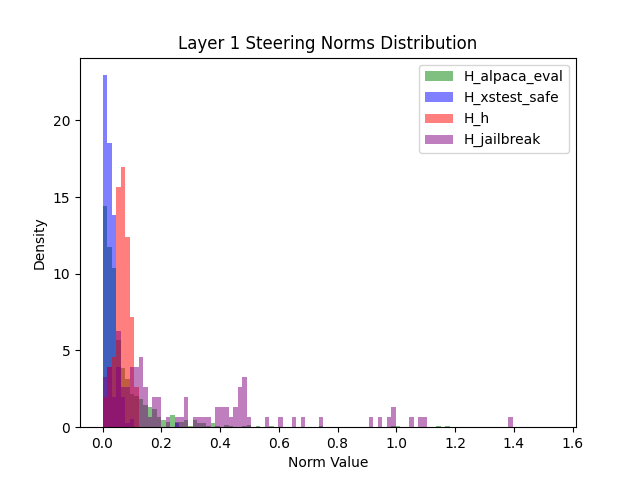 Layer 1 Steering Norms Distribution
H_alpaca_eval
H_xstest_safe
H_h
H_jailbreak
Density
20
15
10
5
0
0.0 0.2 0.4 0.6 0.8 1.0 1.2 1.4 1.6
Norm Value